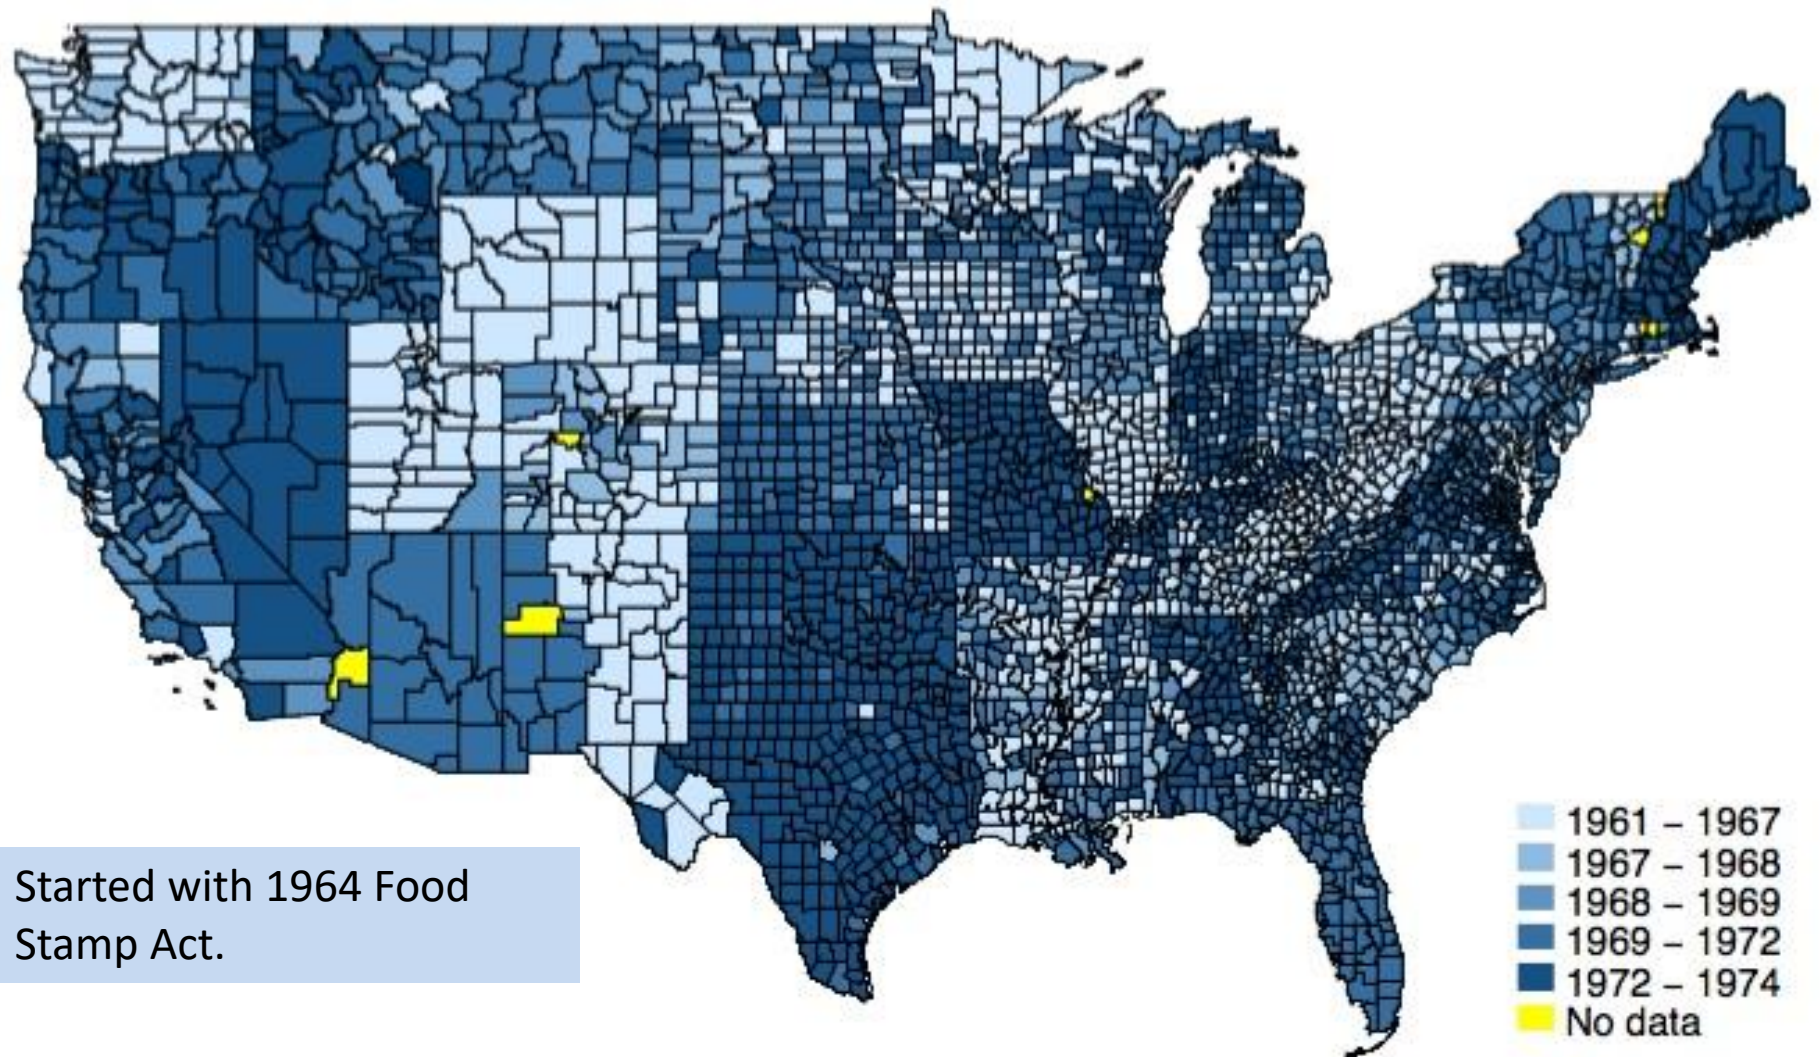 Started with 1964 Food
Stamp Act.
1961 – 1967
1967 – 1968
1968 – 1969
1969 – 1972
1972 – 1974
No data